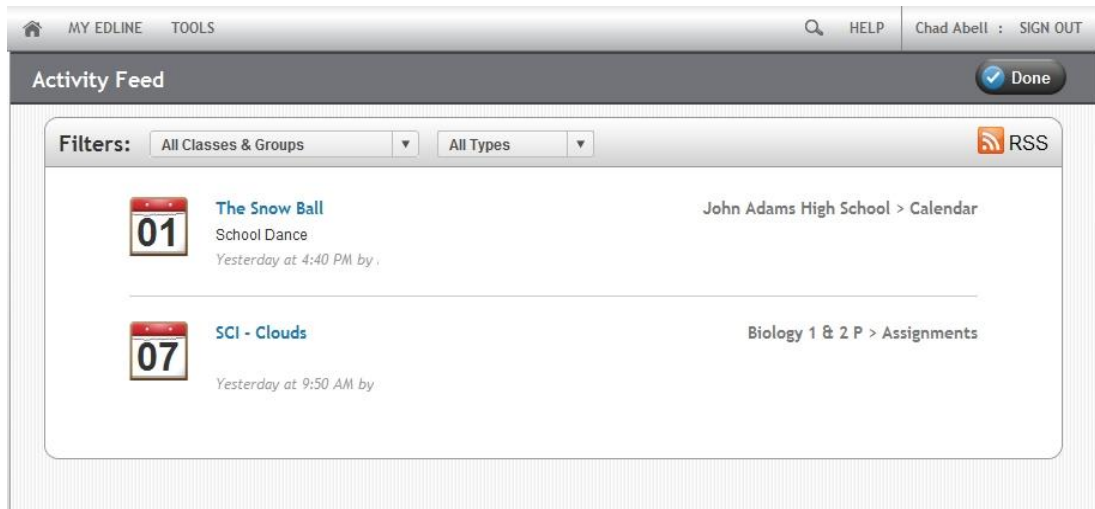 MY EDLINE TOOLS HELP Chad Abell : SIGN OUT
Activity Feed Done
Filters: All Classes & Groups All Types RSS
01 The Snow Ball John Adams High School > Calendar
School Dance
Yesterday at 4:40 PM by
07 SCI - Clouds Biology 1 & 2 P > Assignments
Yesterday at 9:50 AM by